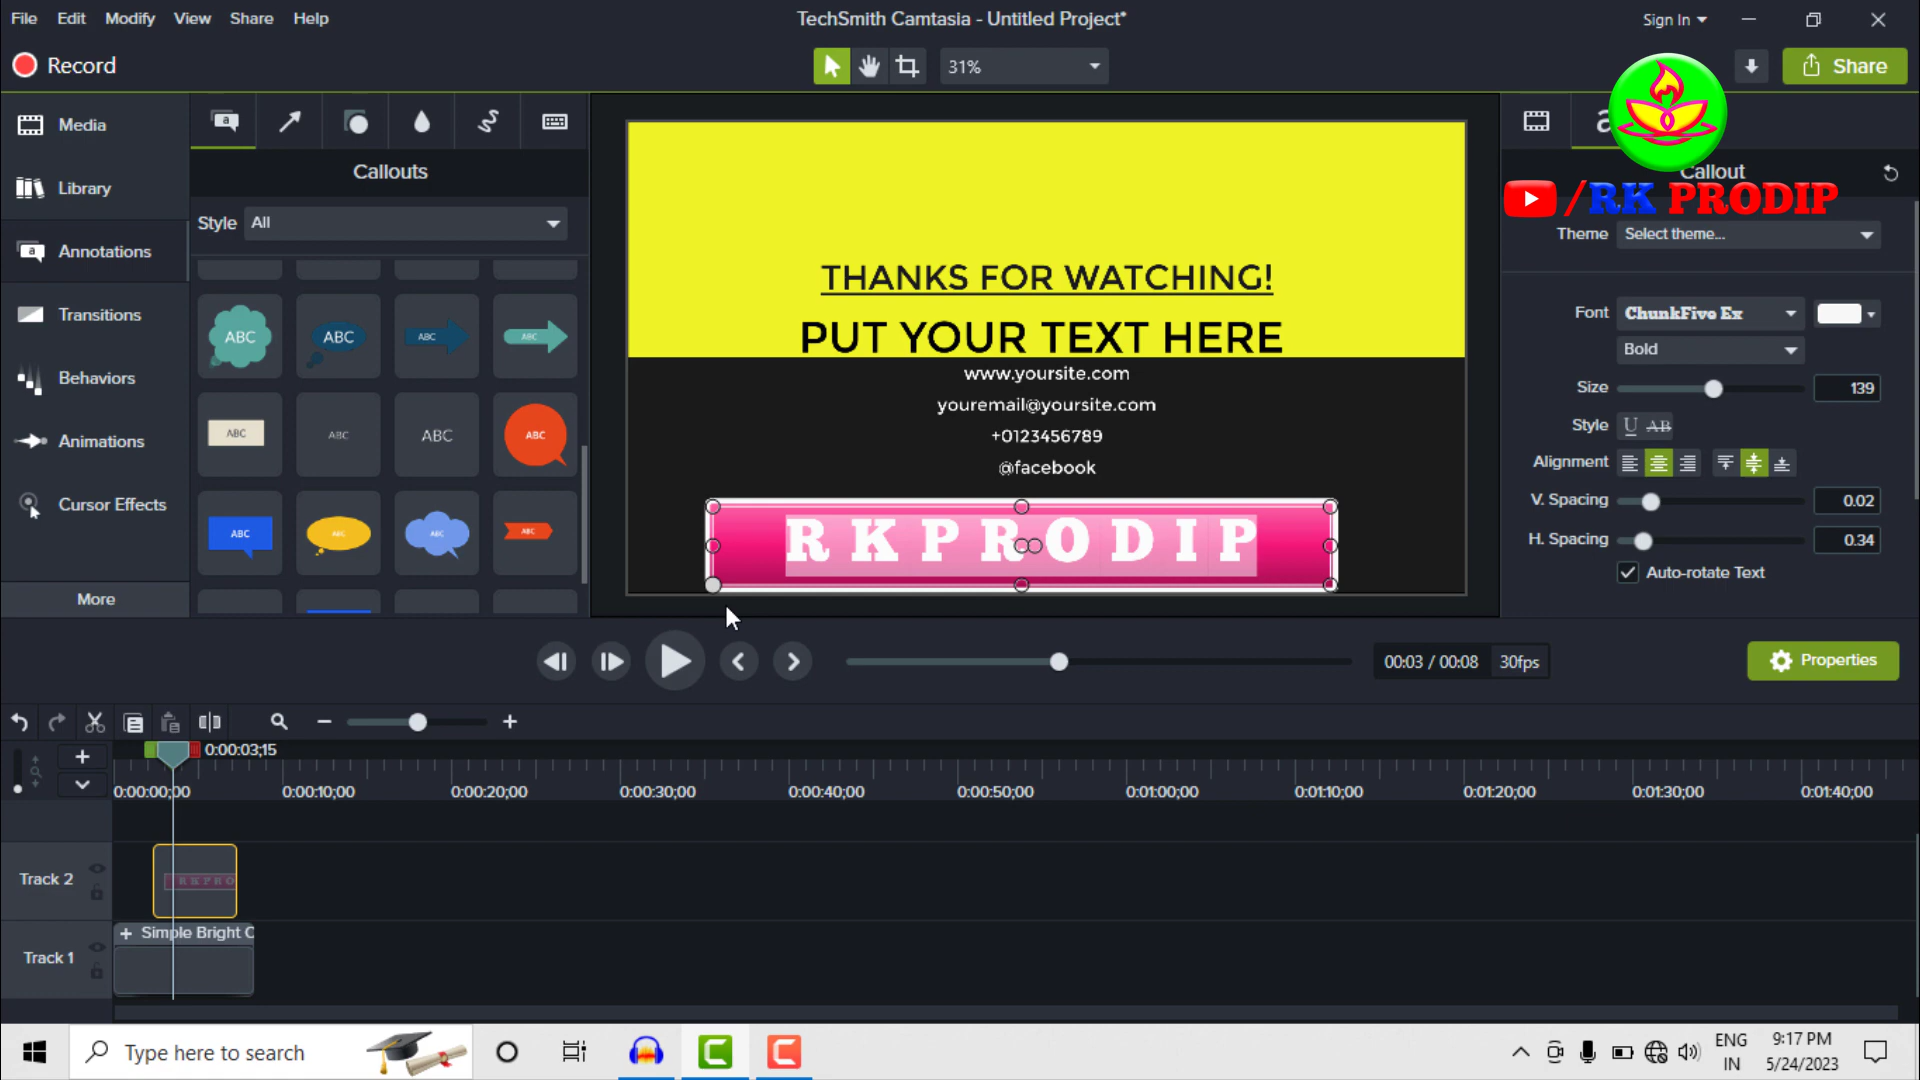 File Edit Modify View Share Help
TechSmith Camtasia - Untitled Project*
Sign In
Record
31%
Share
Media
Library
Annotations
Transitions
Behaviors
Animations
Cursor Effects
More
Callouts
Style All
ABC ABC ABC ABC
ABC ABC ABC ABC
ABC ABC ABC ABC
THANKS FOR WATCHING!
PUT YOUR TEXT HERE
www.yoursite.com
youremail@yoursite.com
+0123456789
@facebook
R K P R O D I P
a
Callout
/RK PRODIP
Theme Select theme...
Font ChunkFive Ex
Bold
Size 139
Style U AB
Alignment
V. Spacing 0.02
H. Spacing 0.34
Auto-rotate Text
00:03 / 00:08 30fps
Properties
0:00:03;15
0:00:00;00 0:00:10;00 0:00:20;00 0:00:30;00 0:00:40;00 0:00:50;00 0:01:00;00 0:01:10;00 0:01:20;00 0:01:30;00 0:01:40;00
Track 2
R K P R O
Track 1
+ Simple Bright C
Type here to search
ENG
IN
9:17 PM
5/24/2023